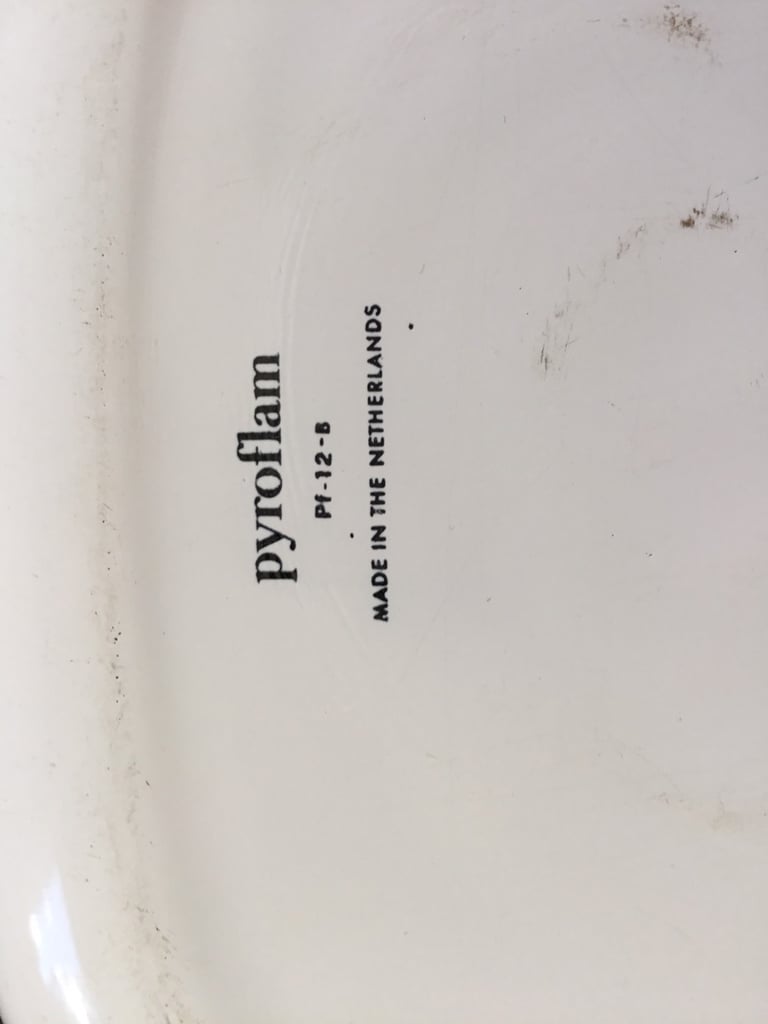 pyroflam
Pf-12-B
MADE IN THE NETHERLANDS